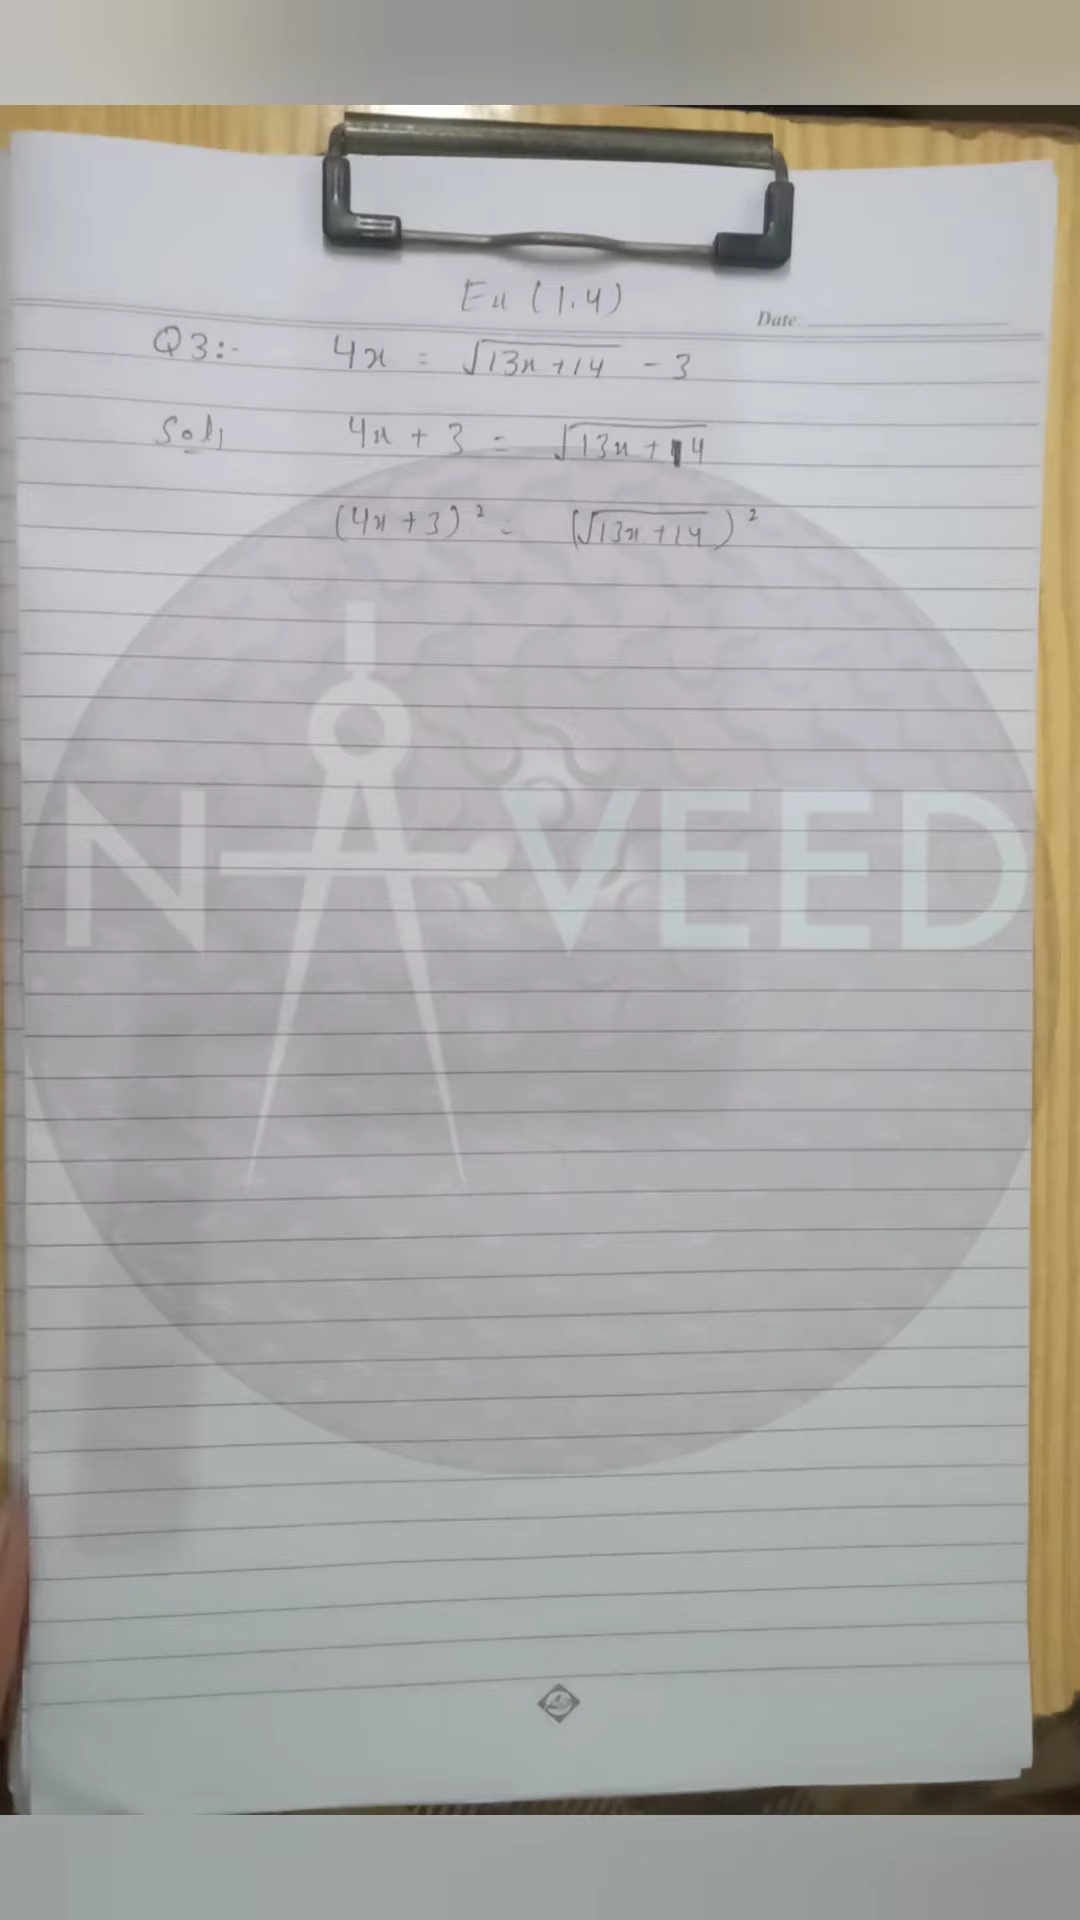 Ex (1.4)
Date
Q3:- 4x = √13x+14 - 3
Sol, 4x + 3 = √13x+14
(4x+3)² = (√13x+14)²
NAVEED